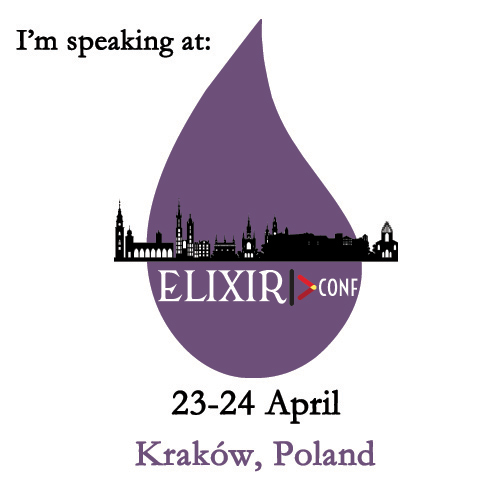 I'm speaking at:
ELIXIR|>CONF
23-24 April
Kraków, Poland